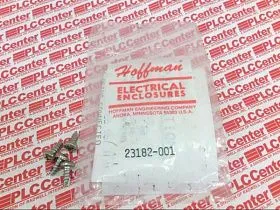 PLCCenter
Hoffman
ELECTRICAL
ENCLOSURES
HOFFMAN ENGINEERING COMPANY
ANOKA, MINNESOTA 55303 U.S.A.
23182-001